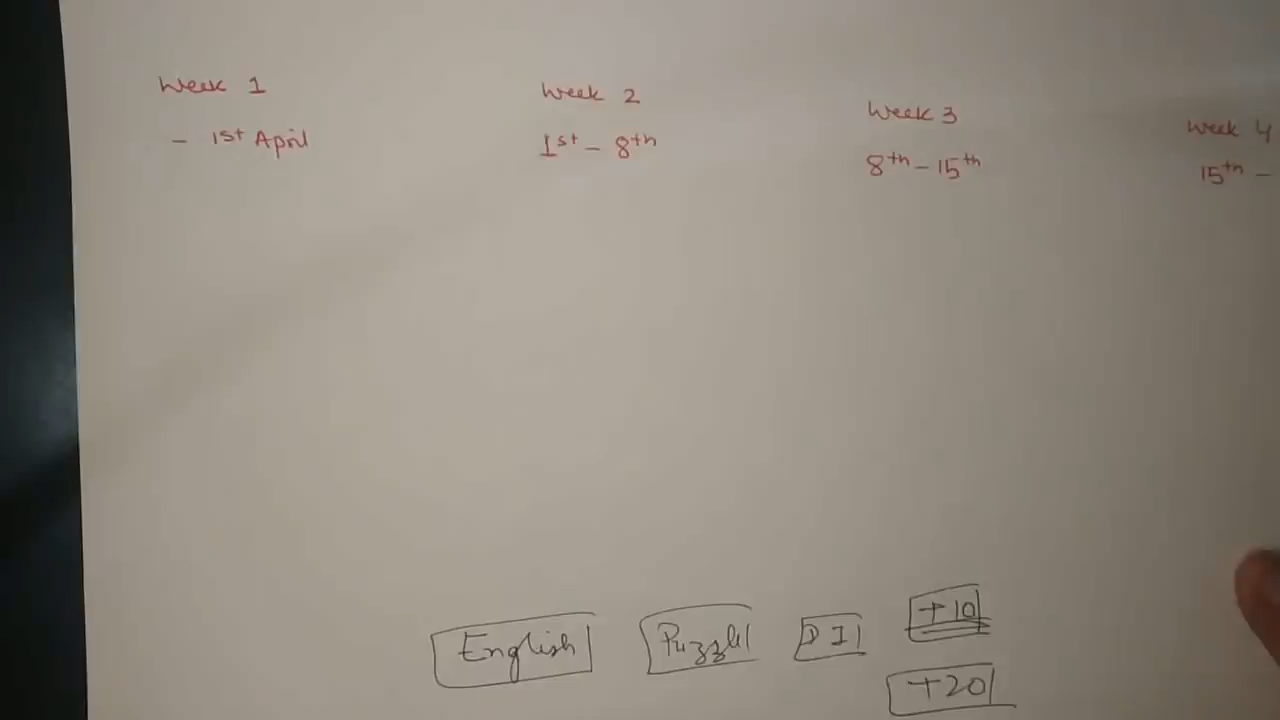 Week 1
- 1st April
Week 2
1st - 8th
Week 3
8th - 15th
Week 4
15th -
English
Puzzle
DI
+10
+20